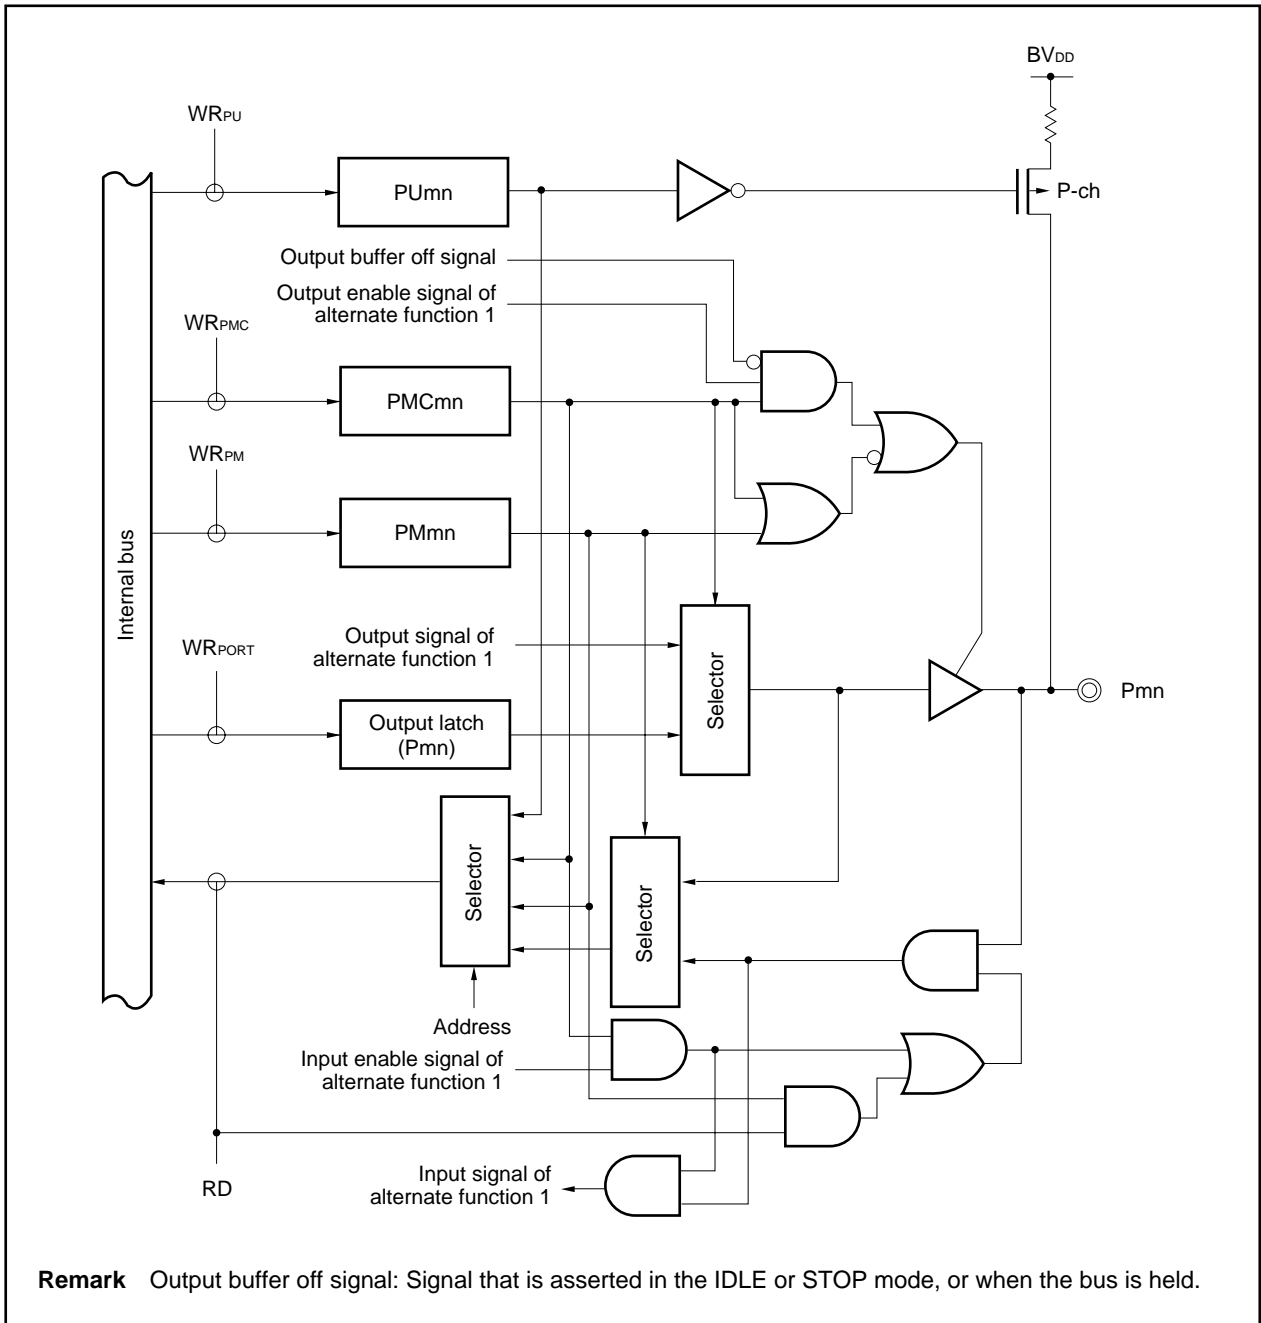 BVDD
WRPU
PUmn
P-ch
Output buffer off signal
Output enable signal of
alternate function 1
WRPMC
PMCmn
WRPM
PMmn
Internal bus
Output signal of
alternate function 1
WRPORT
Selector
Pmn
Output latch
(Pmn)
Selector
Selector
Address
Input enable signal of
alternate function 1
RD
Input signal of
alternate function 1
Remark Output buffer off signal: Signal that is asserted in the IDLE or STOP mode, or when the bus is held.